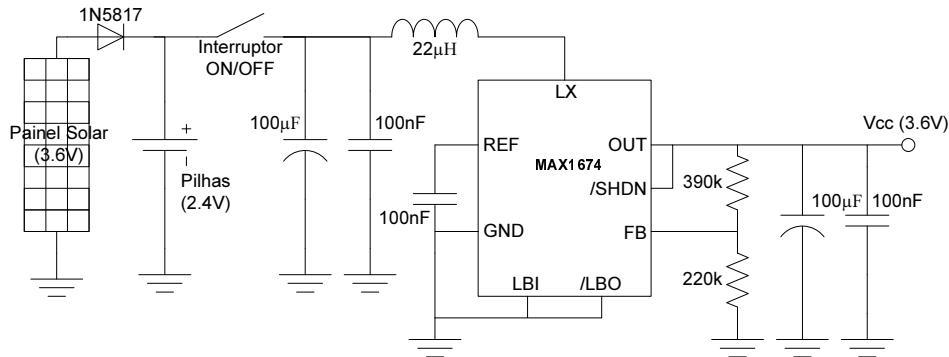 1N5817
Interruptor
ON/OFF
22µH
Painel Solar
(3.6V)
+
–
Pilhas
(2.4V)
100µF
100nF
LX
REF
OUT
MAX1674
/SHDN
GND
FB
LBI
/LBO
100nF
390k
220k
Vcc (3.6V)
100µF
100nF